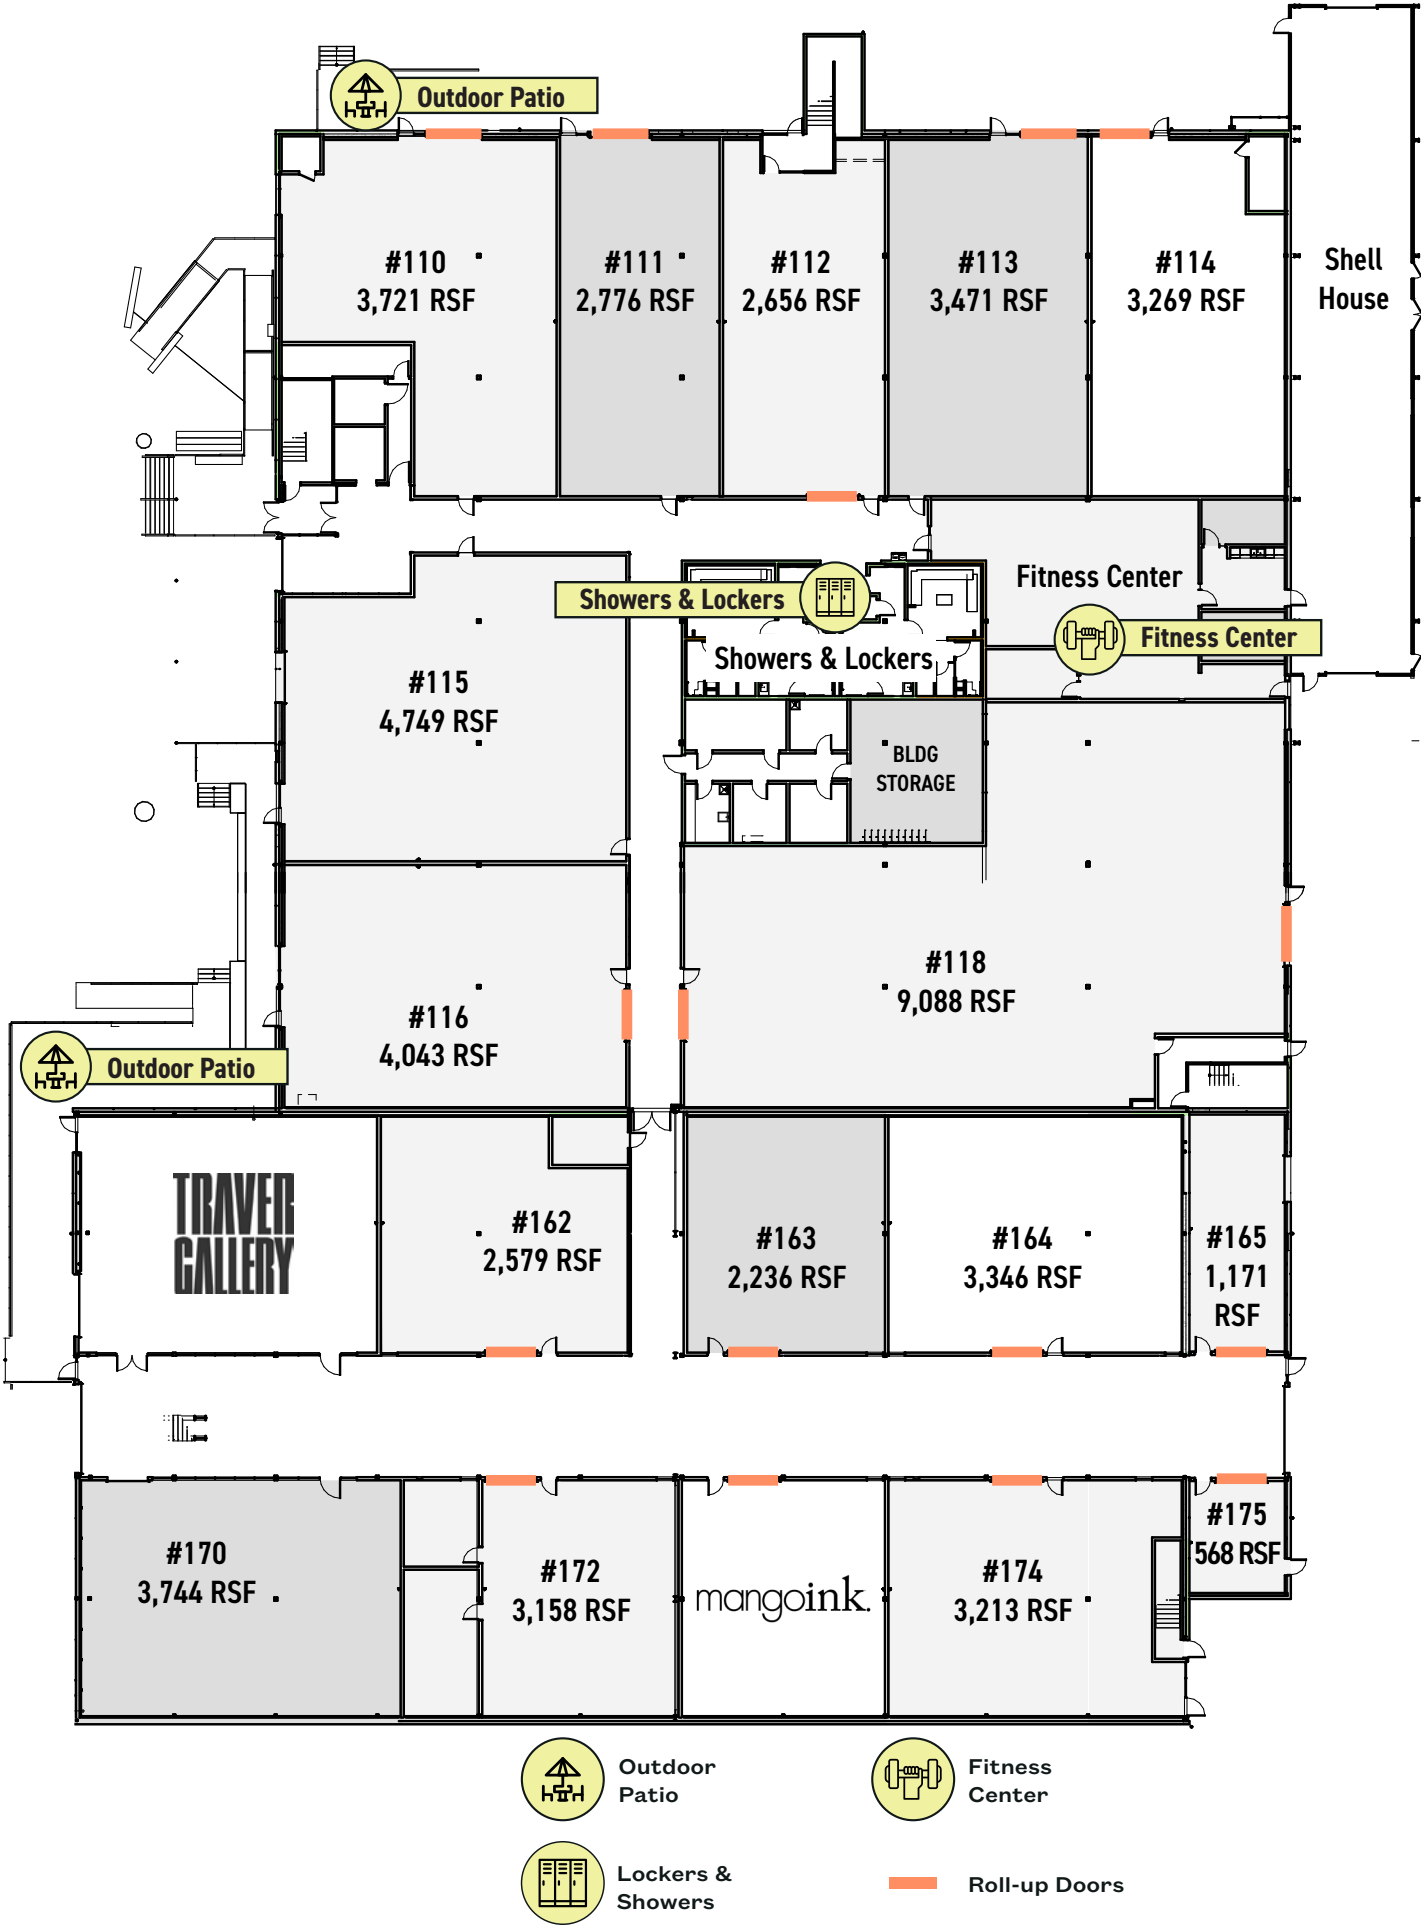 Outdoor Patio
#110
3,721 RSF
#111
2,776 RSF
#112
2,656 RSF
#113
3,471 RSF
#114
3,269 RSF
Shell
House
Fitness Center
Showers & Lockers
Fitness Center
Showers & Lockers
#115
4,749 RSF
BLDG
STORAGE
#118
9,088 RSF
#116
4,043 RSF
Outdoor Patio
TRAVER
GALLERY
#162
2,579 RSF
#163
2,236 RSF
#164
3,346 RSF
#165
1,171
RSF
#170
3,744 RSF
#172
3,158 RSF
mangoink.
#174
3,213 RSF
#175
568 RSF
Outdoor
Patio
Fitness
Center
Lockers &
Showers
Roll-up Doors